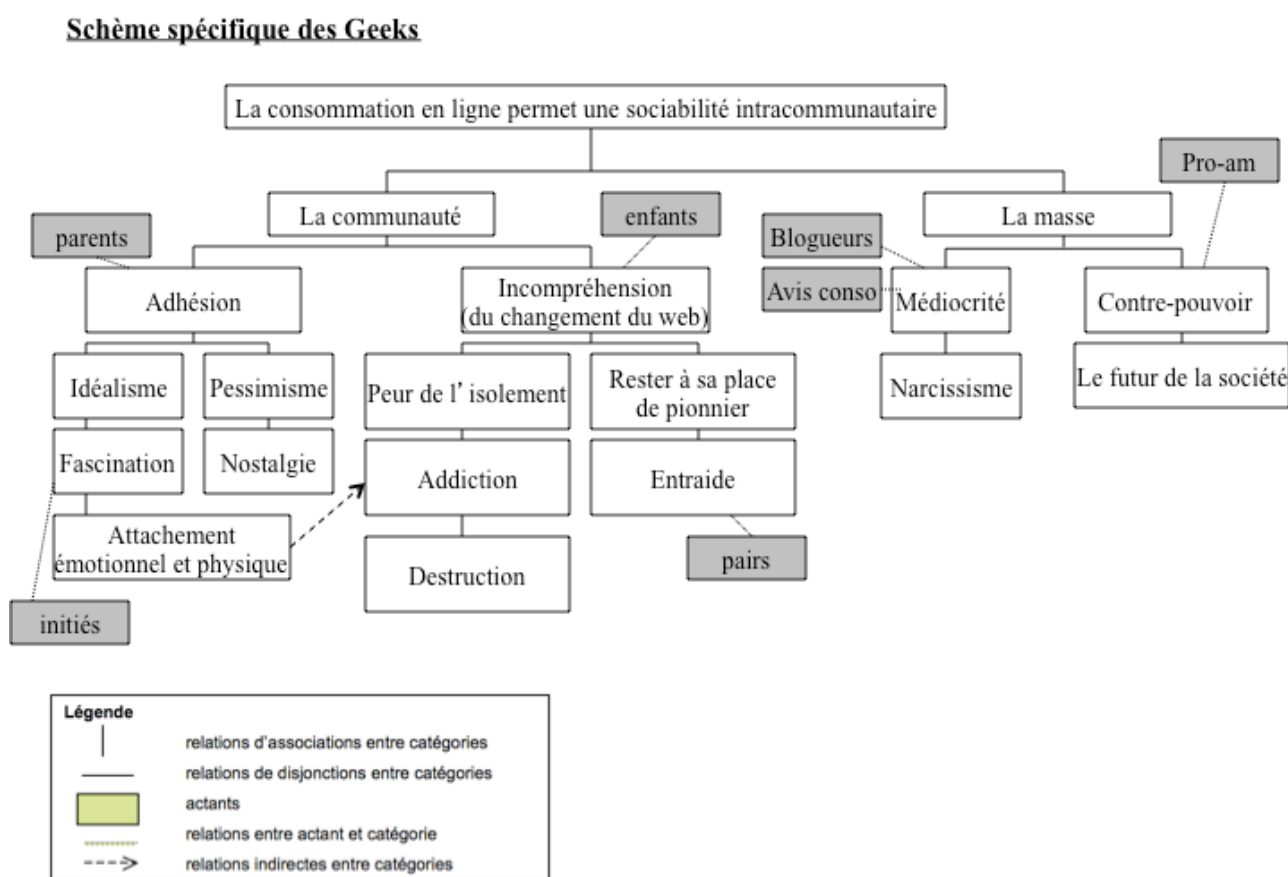 Schème spécifique des Geeks
La consommation en ligne permet une sociabilité intracommunautaire
Pro-am
La communauté
enfants
La masse
parents
Blogueurs
Adhésion
Incompréhension
(du changement du web)
Avis conso
Médiocrité
Contre-pouvoir
Idéalisme
Pessimisme
Peur de l’ isolement
Rester à sa place
de pionnier
Narcissisme
Le futur de la société
Fascination
Nostalgie
Addiction
Entraide
Attachement
émotionnel et physique
Destruction
pairs
initiés
Légende
relations d'associations entre catégories
relations de disjonctions entre catégories
actants
relations entre actant et catégorie
relations indirectes entre catégories